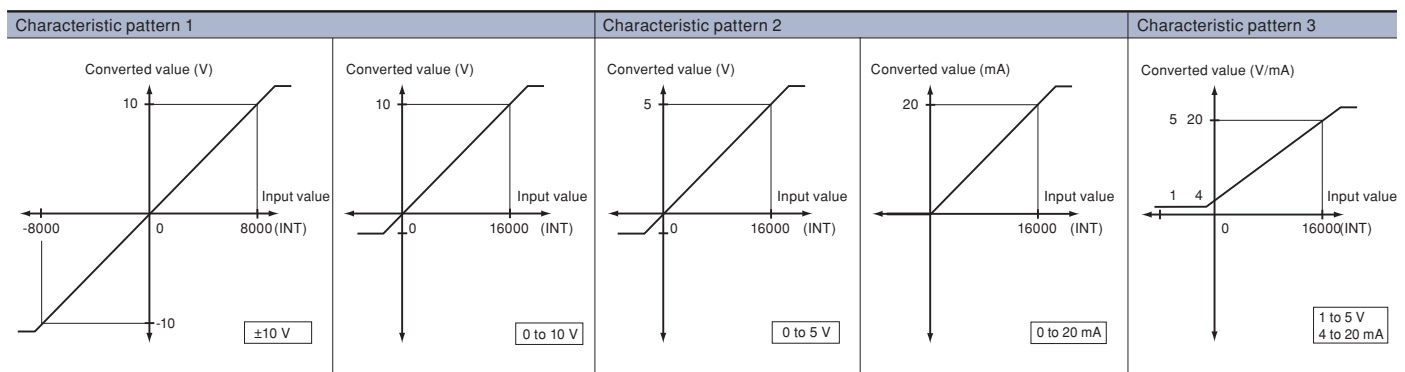 Characteristic pattern 1
Characteristic pattern 2
Characteristic pattern 3
Converted value (V)
10
Input value
-8000
0
8000 (INT)
-10
±10 V
Converted value (V)
10
Input value
0
16000 (INT)
0 to 10 V
Converted value (V)
5
Input value
0
16000 (INT)
0 to 5 V
Converted value (mA)
20
Input value
16000 (INT)
0 to 20 mA
Converted value (V/mA)
5 20
1 4
Input value
0
16000(INT)
1 to 5 V
4 to 20 mA